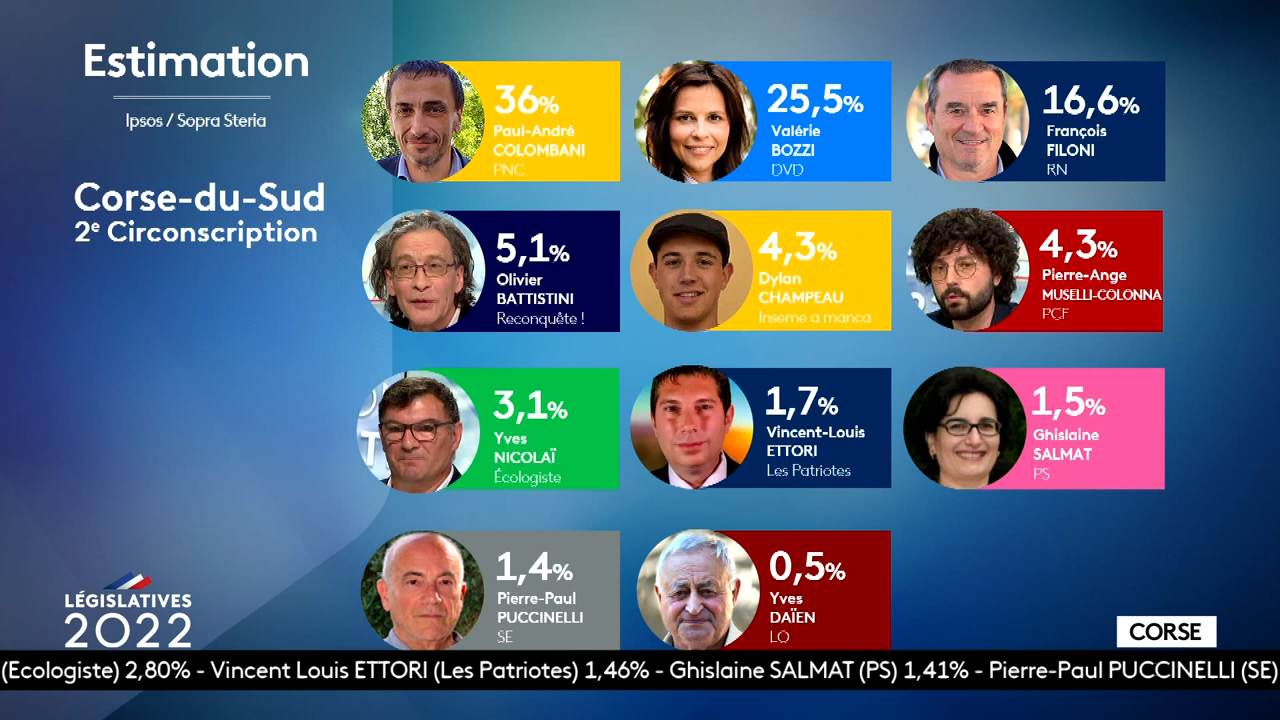 Estimation
Ipsos / Sopra Steria
Corse-du-Sud
2e Circonscription
36%
Paul-André
COLOMBANI
PNC
25,5%
Valérie
BOZZI
DVD
16,6%
François
FILONI
RN
5,1%
Olivier
BATTISTINI
Reconquête !
4,3%
Dylan
CHAMPEAU
Inseme a manca
4,3%
Pierre-Ange
MUSELLI-COLONNA
PCF
3,1%
Yves
NICOLAÏ
Écologiste
1,7%
Vincent-Louis
ETTORI
Les Patriotes
1,5%
Ghislaine
SALMAT
PS
1,4%
Pierre-Paul
PUCCINELLI
SE
0,5%
Yves
DAÏEN
LO
LÉGISLATIVES
2022
CORSE
(Ecologiste) 2,80% - Vincent Louis ETTORI (Les Patriotes) 1,46% - Ghislaine SALMAT (PS) 1,41% - Pierre-Paul PUCCINELLI (SE)